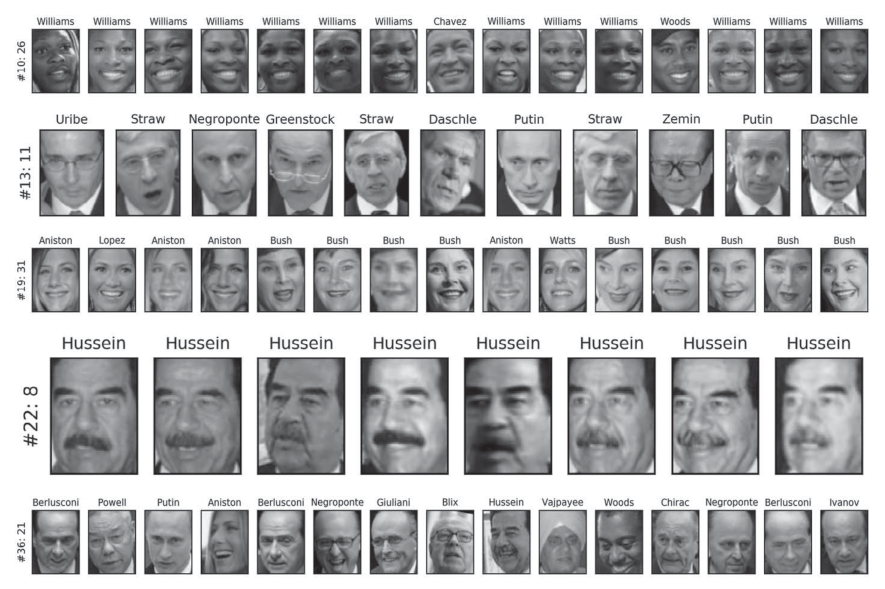 Williams Williams Williams Williams Williams Williams Williams Chavez Williams Williams Williams Woods Williams Williams Williams
#10: 26
Uribe Straw Negroponte Greenstock Straw Daschle Putin Straw Zemin Putin Daschle
#13: 11
Aniston Lopez Aniston Aniston Bush Bush Bush Bush Aniston Watts Bush Bush Bush Bush Bush
#19: 31
Hussein Hussein Hussein Hussein Hussein Hussein Hussein Hussein
#22: 8
Berlusconi Powell Putin Aniston Berlusconi Negroponte Giuliani Blix Hussein Vajpayee Woods Chirac Negroponte Berlusconi Ivanov
#36: 21